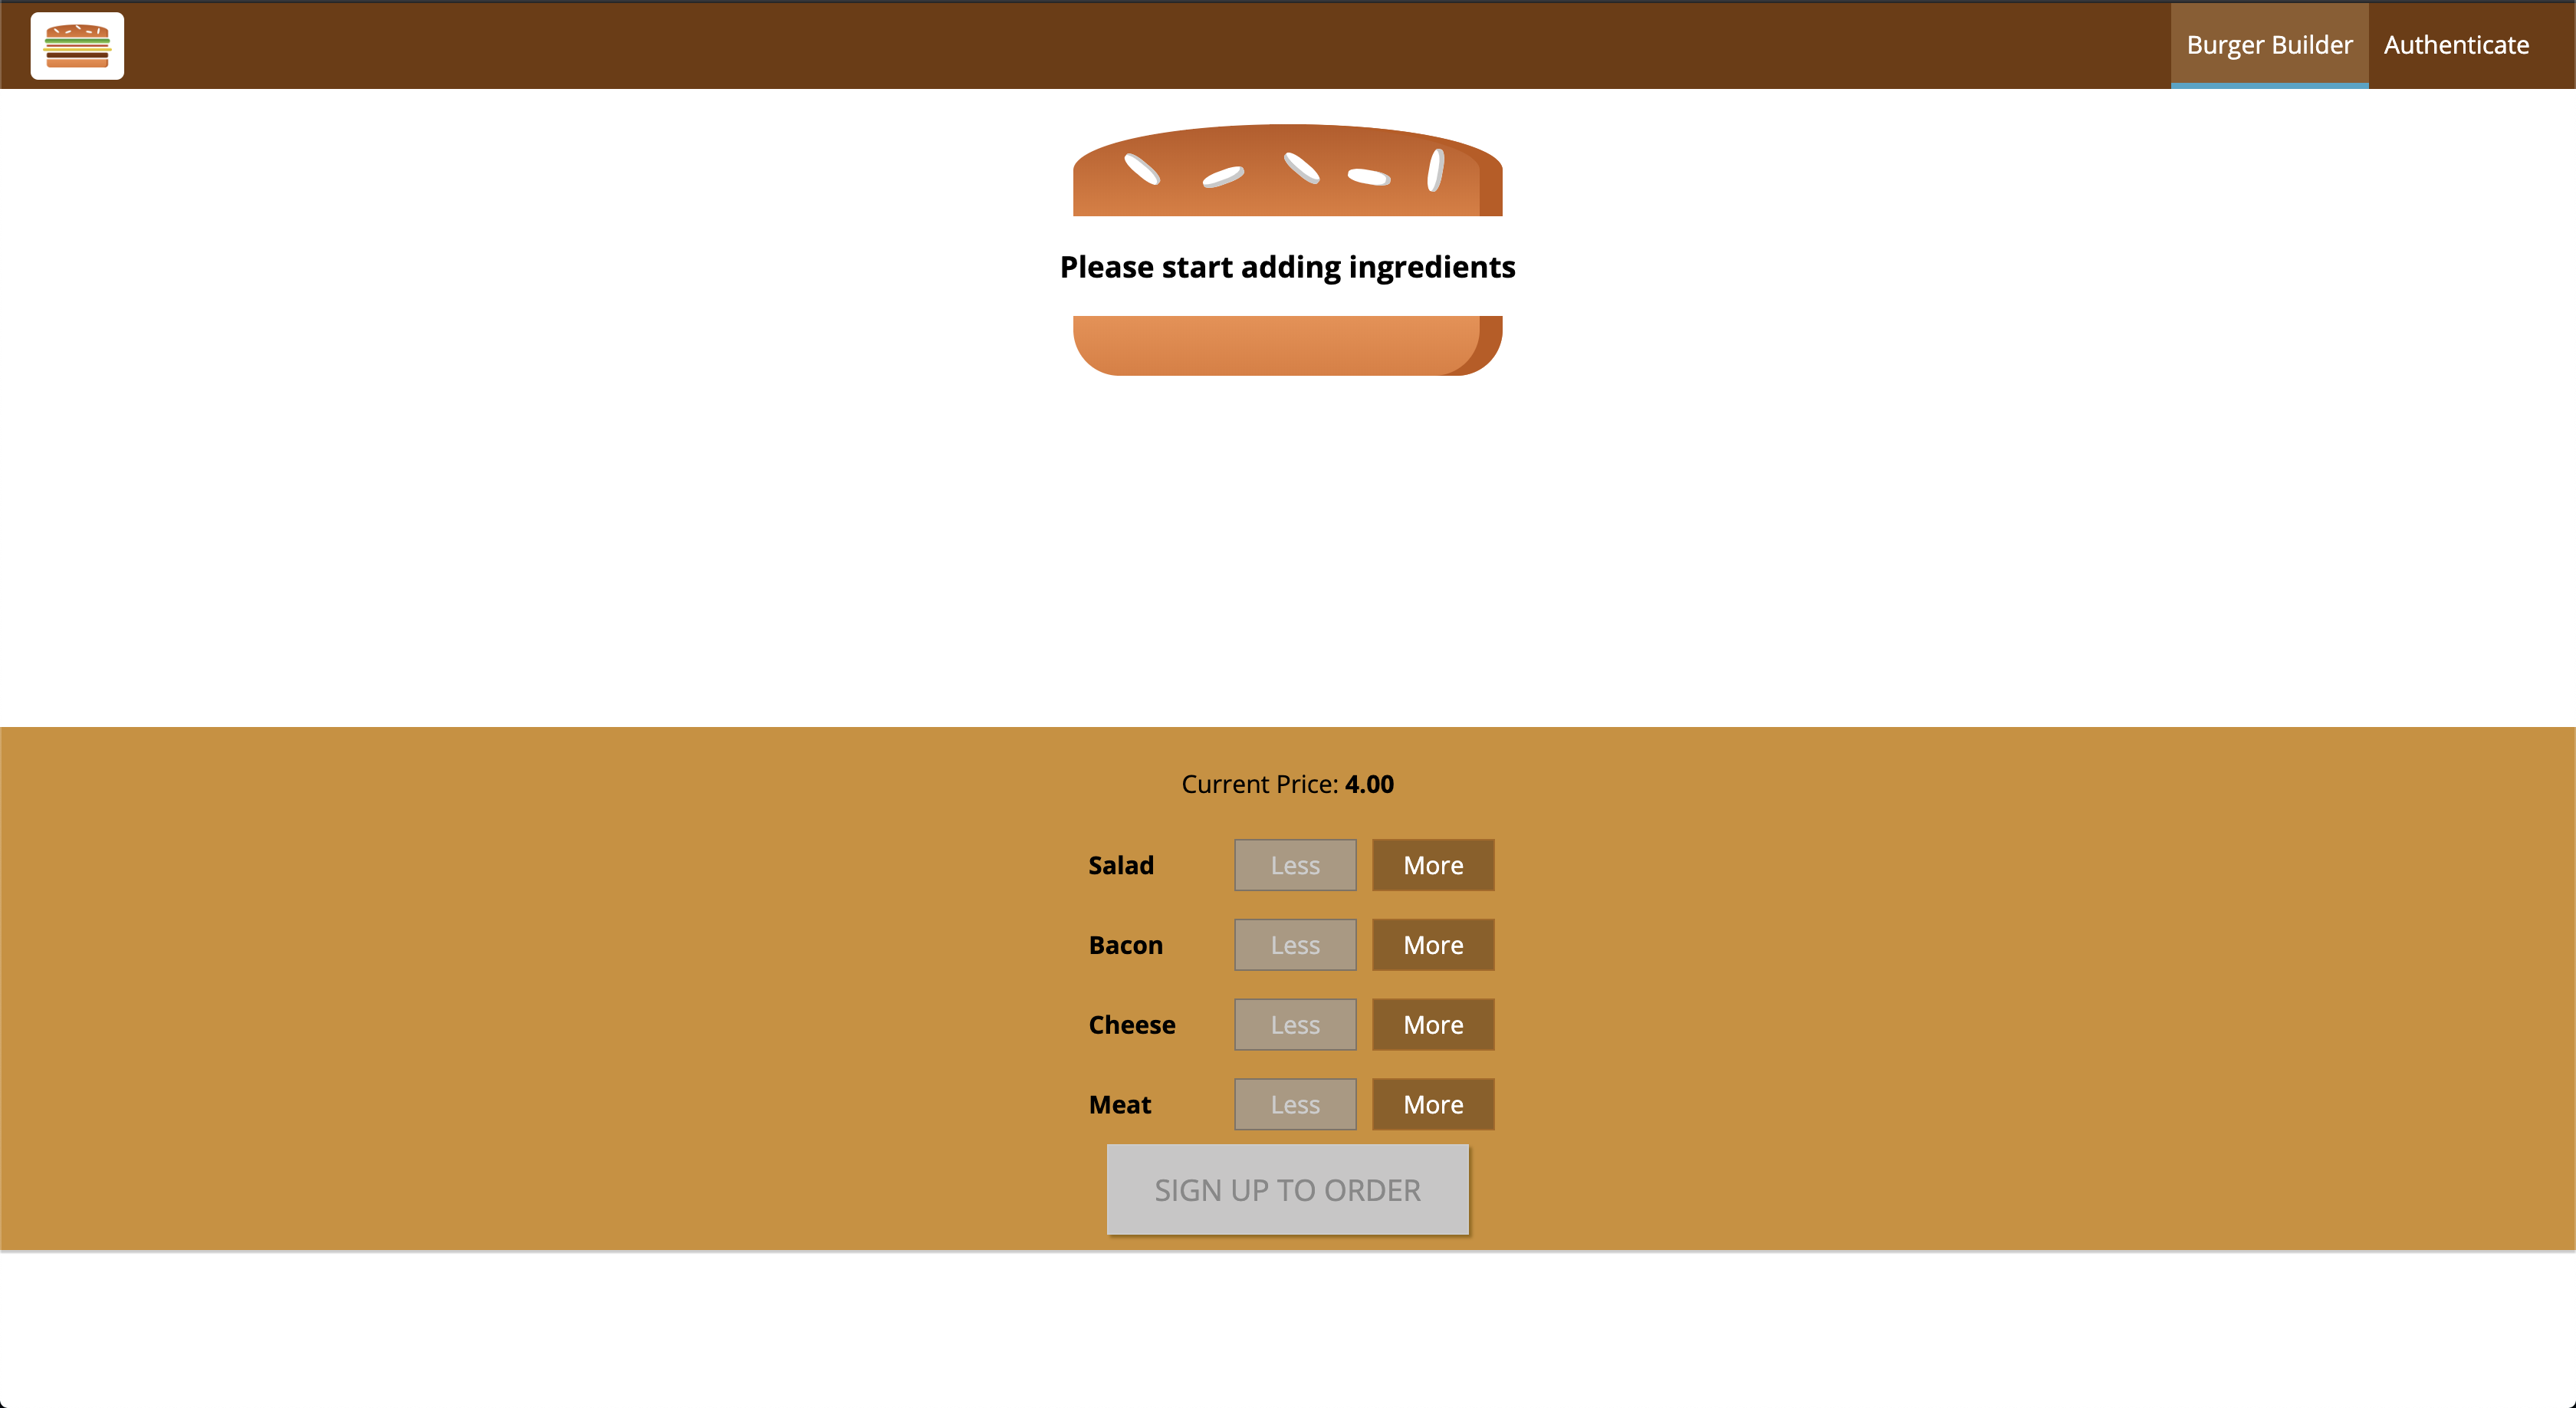 Burger Builder Authenticate
Please start adding ingredients
Current Price: 4.00
Salad Less More
Bacon Less More
Cheese Less More
Meat Less More
SIGN UP TO ORDER